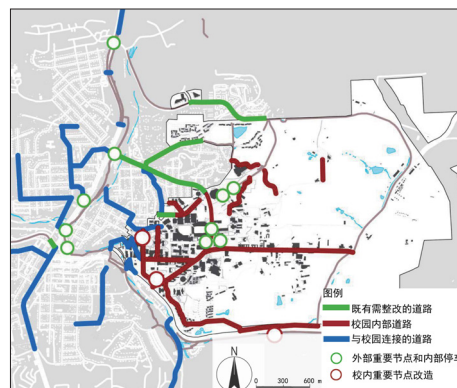 图例
既有需整改的道路
校园内部道路
与校园连接的道路
外部重要节点和内部停车
校内重要节点改造
N
0 300 600 m